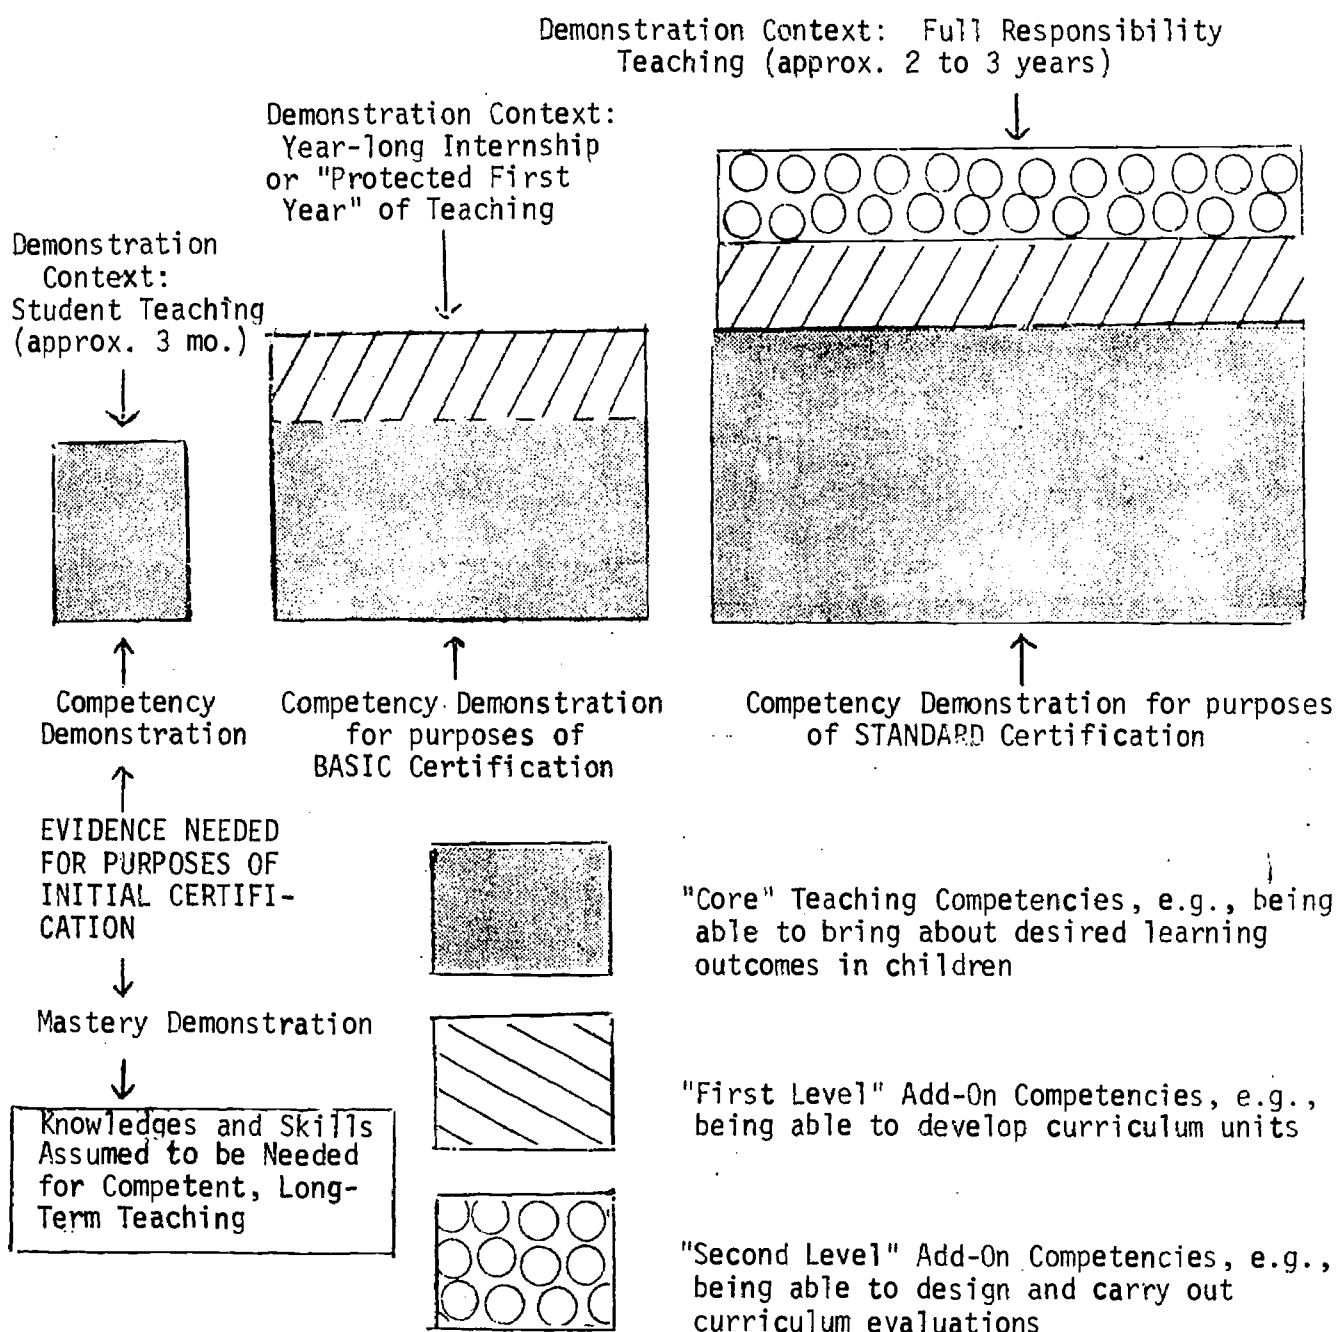 Demonstration Context: Full Responsibility
Teaching (approx. 2 to 3 years)
Demonstration Context:
Year-long Internship
or "Protected First
Year" of Teaching
Demonstration
Context:
Student Teaching
(approx. 3 mo.)
Competency
Demonstration
Competency Demonstration
for purposes of
BASIC Certification
Competency Demonstration for purposes
of STANDARD Certification
EVIDENCE NEEDED
FOR PURPOSES OF
INITIAL CERTIFI-
CATION
Mastery Demonstration
Knowledges and Skills
Assumed to be Needed
for Competent, Long-
Term Teaching
"Core" Teaching Competencies, e.g., being
able to bring about desired learning
outcomes in children
"First Level" Add-On Competencies, e.g.,
being able to develop curriculum units
"Second Level" Add-On Competencies, e.g.,
being able to design and carry out
curriculum evaluations